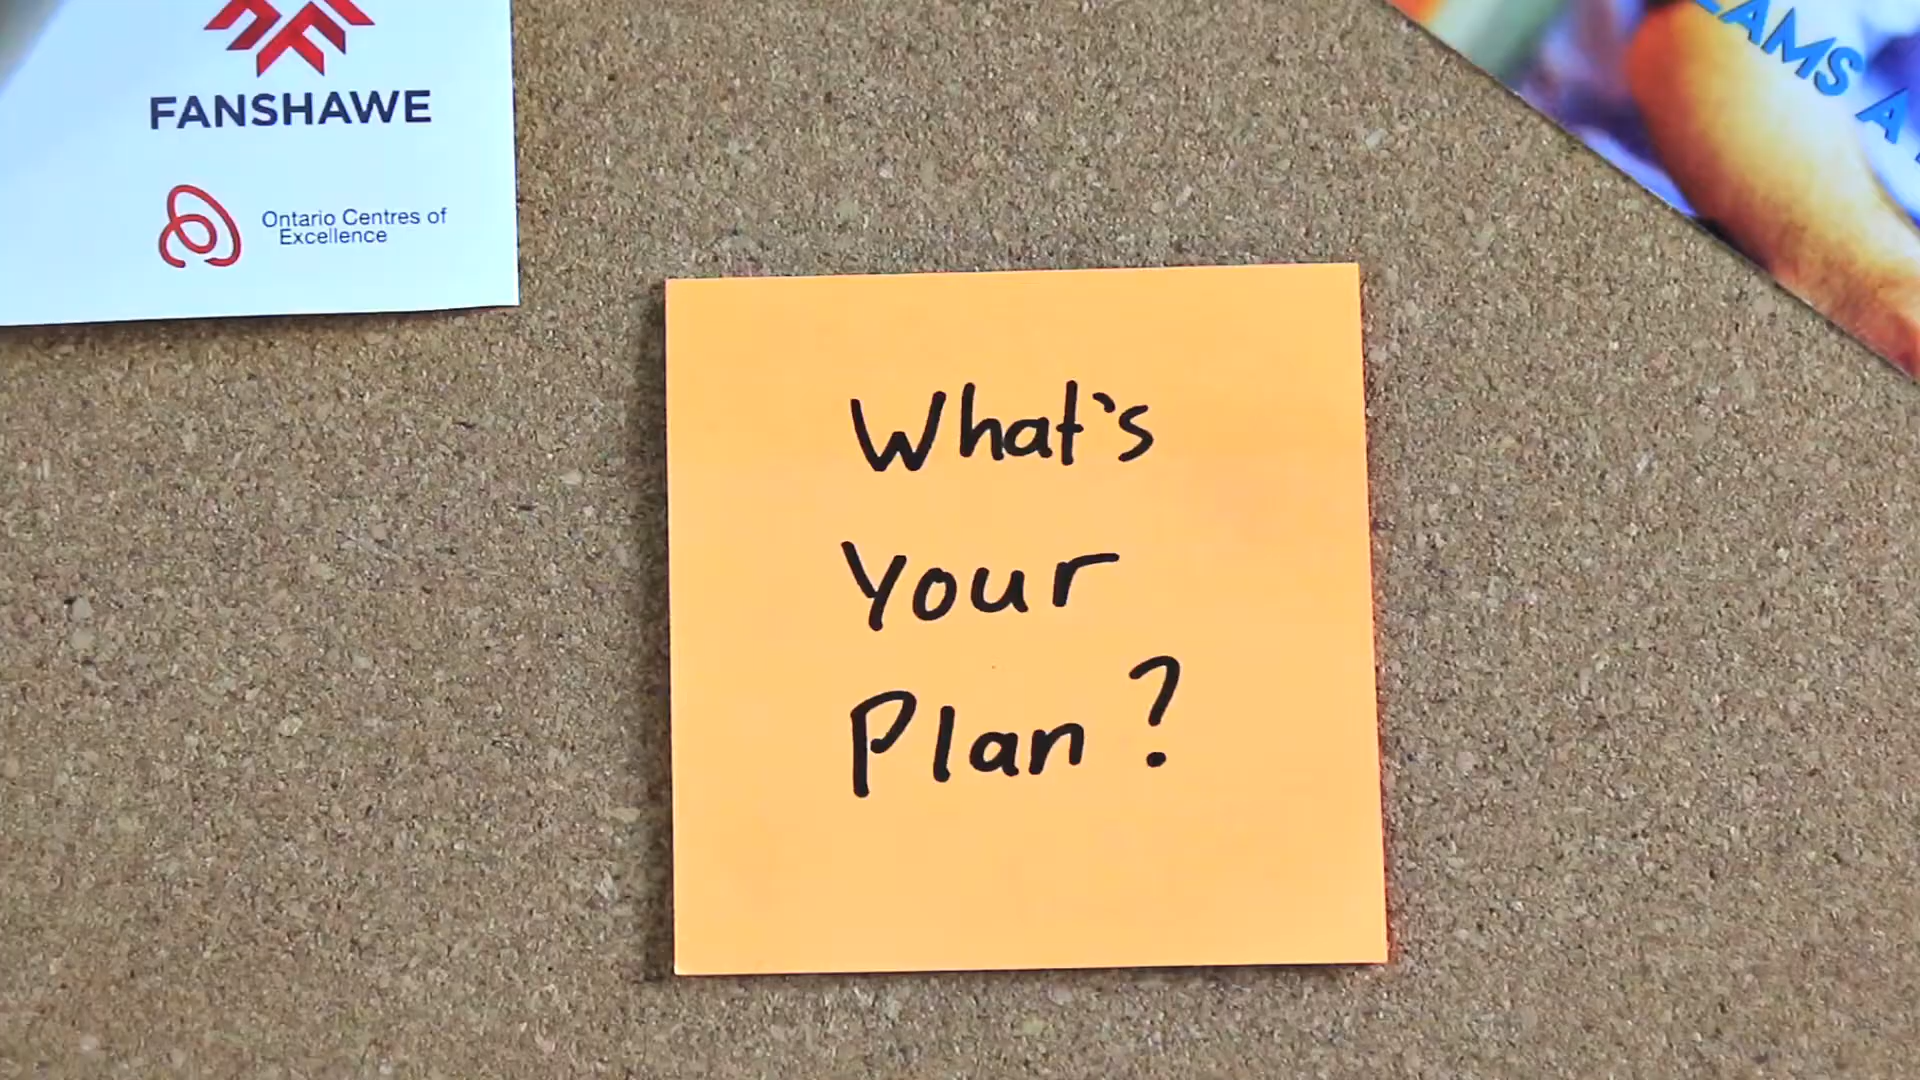 FANSHAWE
Ontario Centres of
Excellence
What's
Your
Plan?